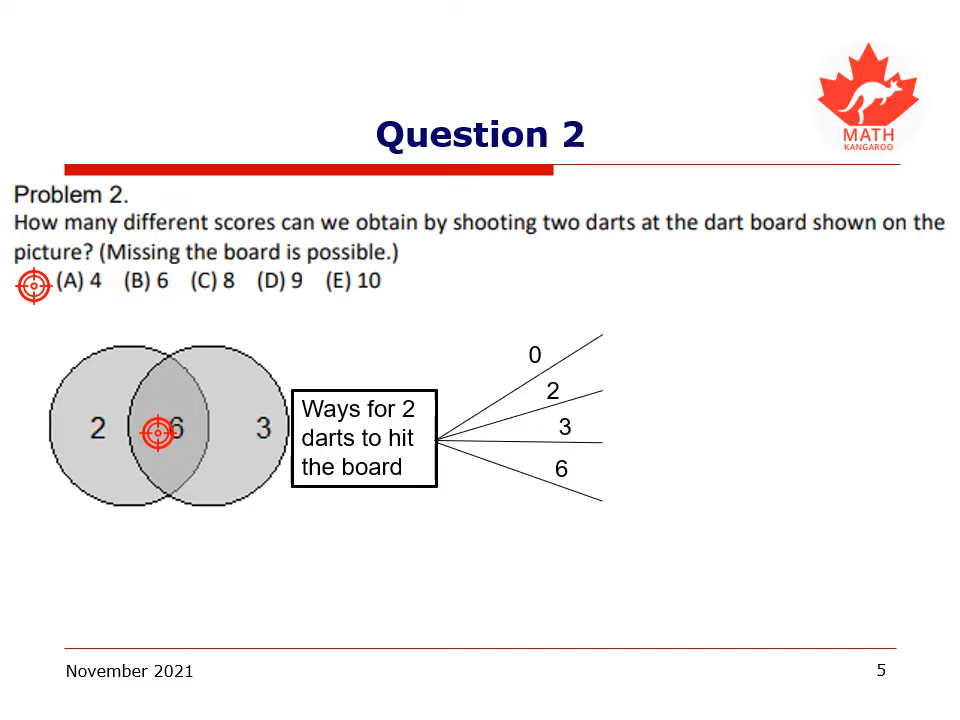 MATH
KANGAROO
Question 2
Problem 2.
How many different scores can we obtain by shooting two darts at the dart board shown on the
picture? (Missing the board is possible.)
(A) 4 (B) 6 (C) 8 (D) 9 (E) 10
2 6 3
Ways for 2
darts to hit
the board
0
2
3
6
November 2021
5